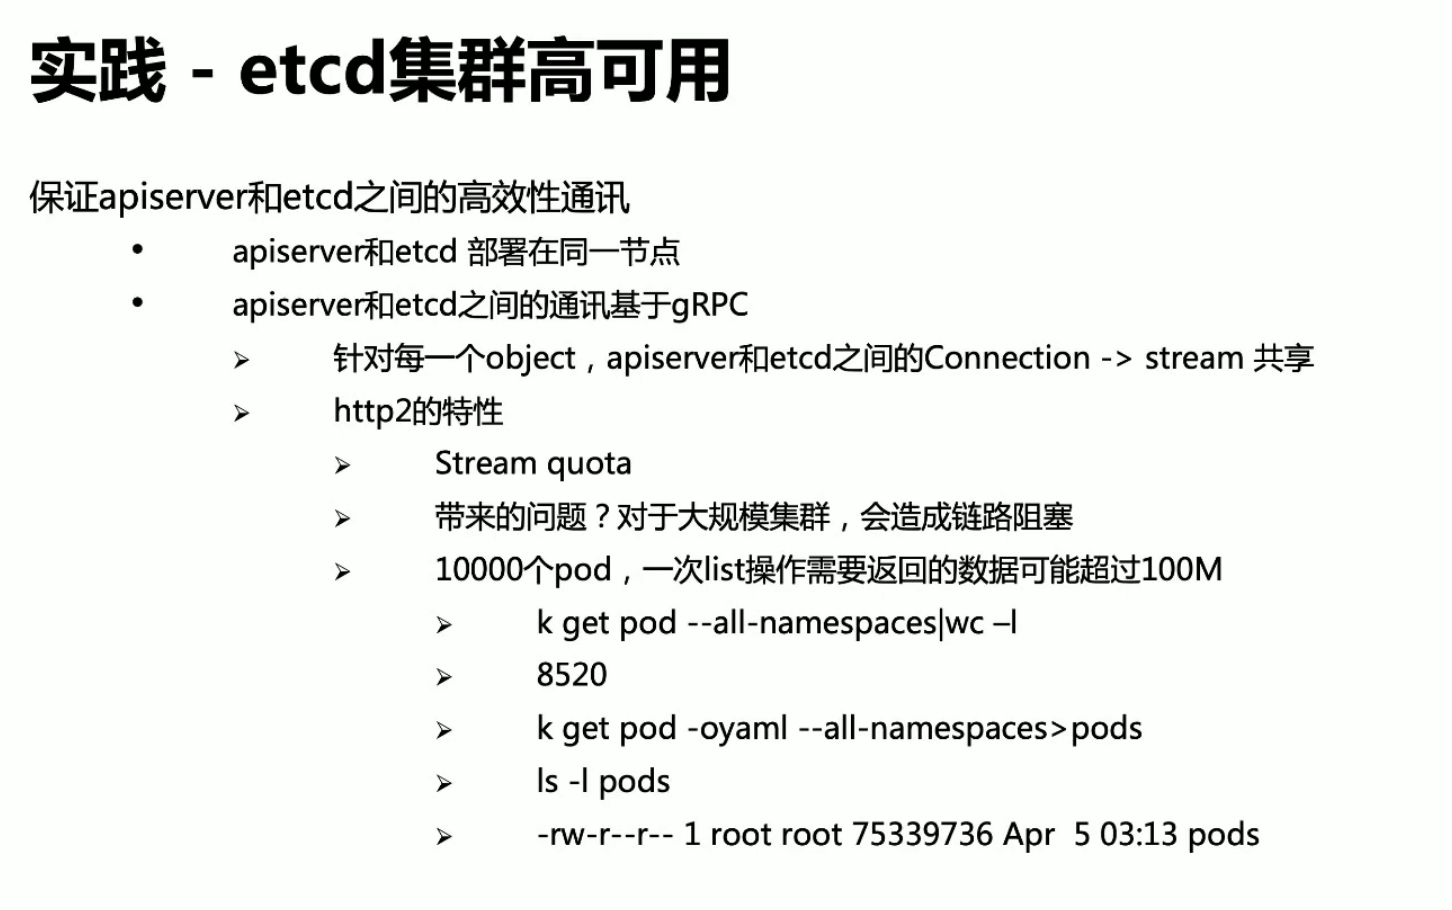 实践 - etcd集群高可用
保证apiserver和etcd之间的高效性通讯
• apiserver和etcd 部署在同一节点
• apiserver和etcd之间的通讯基于gRPC
➢ 针对每一个object，apiserver和etcd之间的Connection -> stream 共享
➢ http2的特性
➢ Stream quota
➢ 带来的问题？对于大规模集群，会造成链路阻塞
➢ 10000个pod，一次list操作需要返回的数据可能超过100M
➢ k get pod --all-namespaces|wc –l
➢ 8520
➢ k get pod -oyaml --all-namespaces>pods
➢ ls -l pods
➢ -rw-r--r-- 1 root root 75339736 Apr  5 03:13 pods